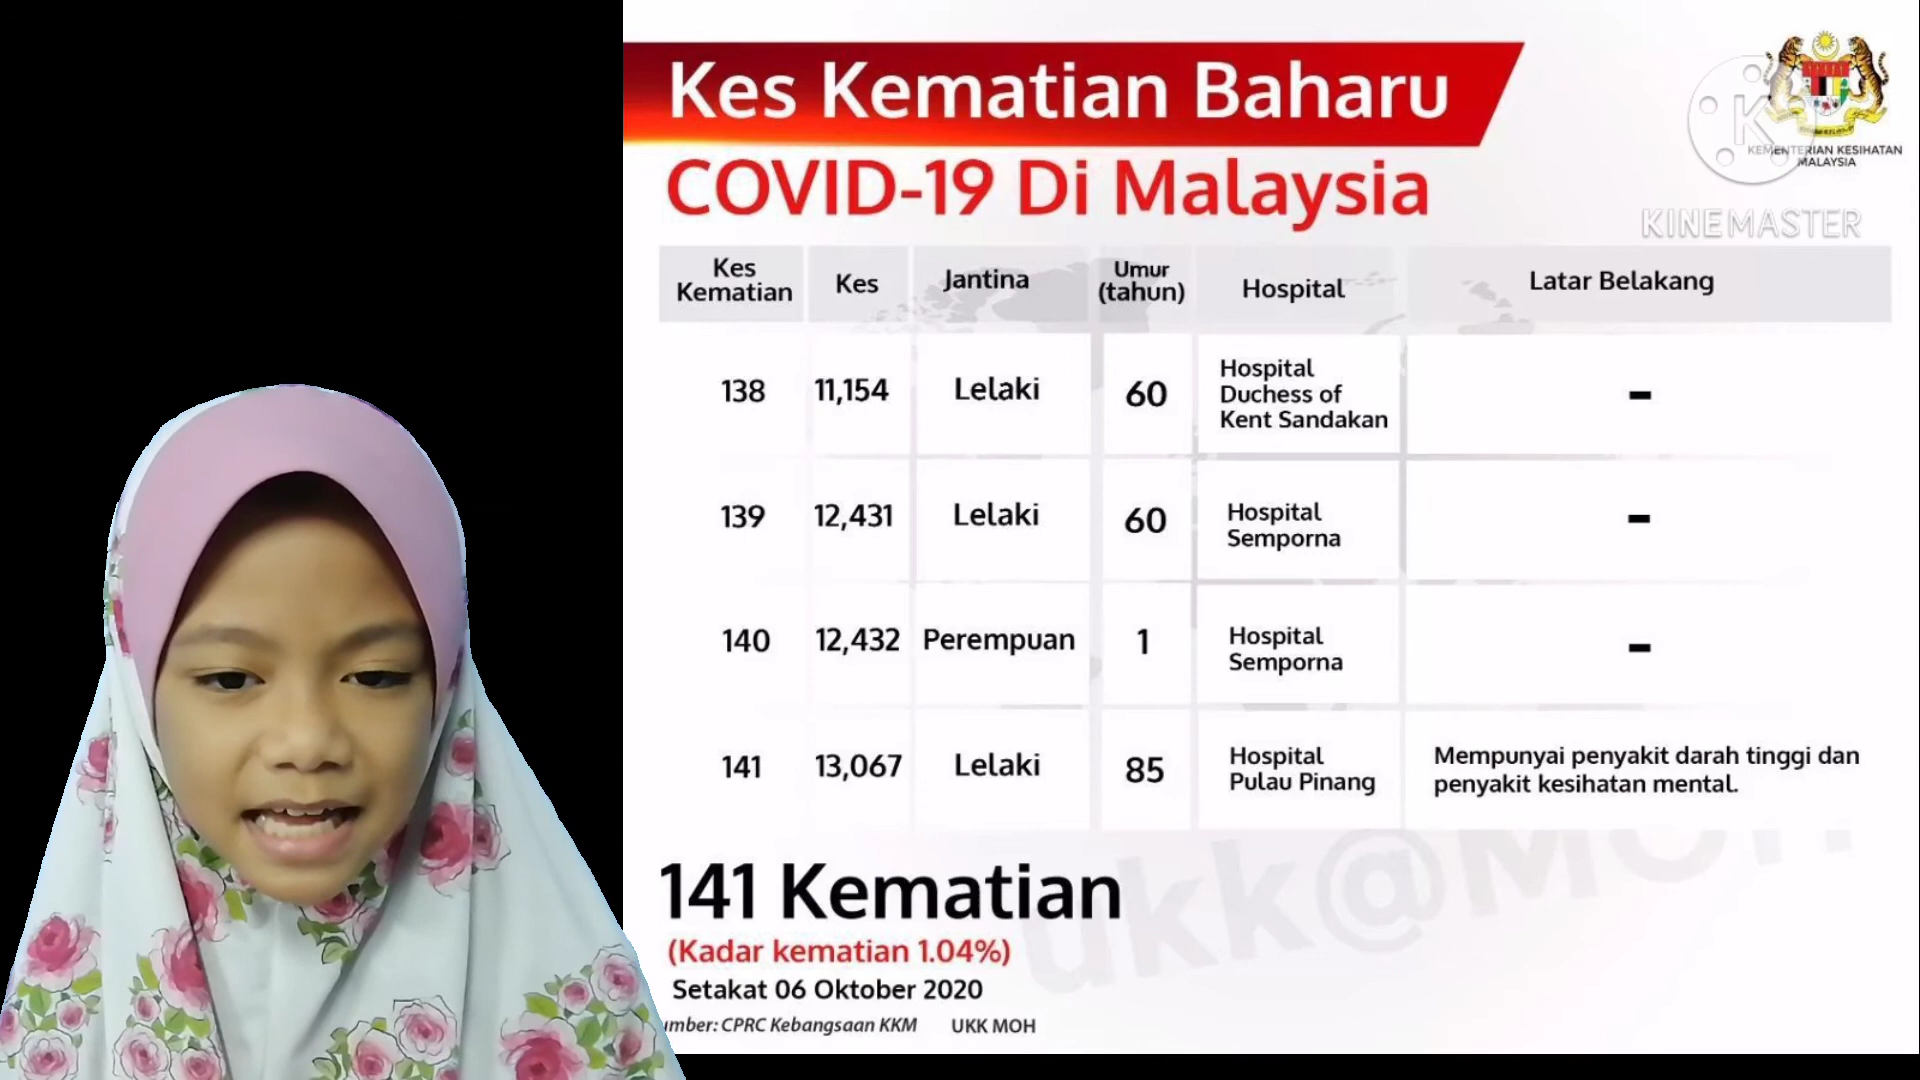 Kes Kematian Baharu
COVID-19 Di Malaysia
KEMENTERIAN KESIHATAN
MALAYSIA
K
KINEMASTER
Kes
Kematian
Kes
Jantina
Umur
(tahun)
Hospital
Latar Belakang
138
11,154
Lelaki
60
Hospital
Duchess of
Kent Sandakan
-
139
12,431
Lelaki
60
Hospital
Semporna
-
140
12,432
Perempuan
1
Hospital
Semporna
-
141
13,067
Lelaki
85
Hospital
Pulau Pinang
Mempunyai penyakit darah tinggi dan
penyakit kesihatan mental.
141 Kematian
(Kadar kematian 1.04%)
Setakat 06 Oktober 2020
umber: CPRC Kebangsaan KKM UKK MOH
ukk@MOH